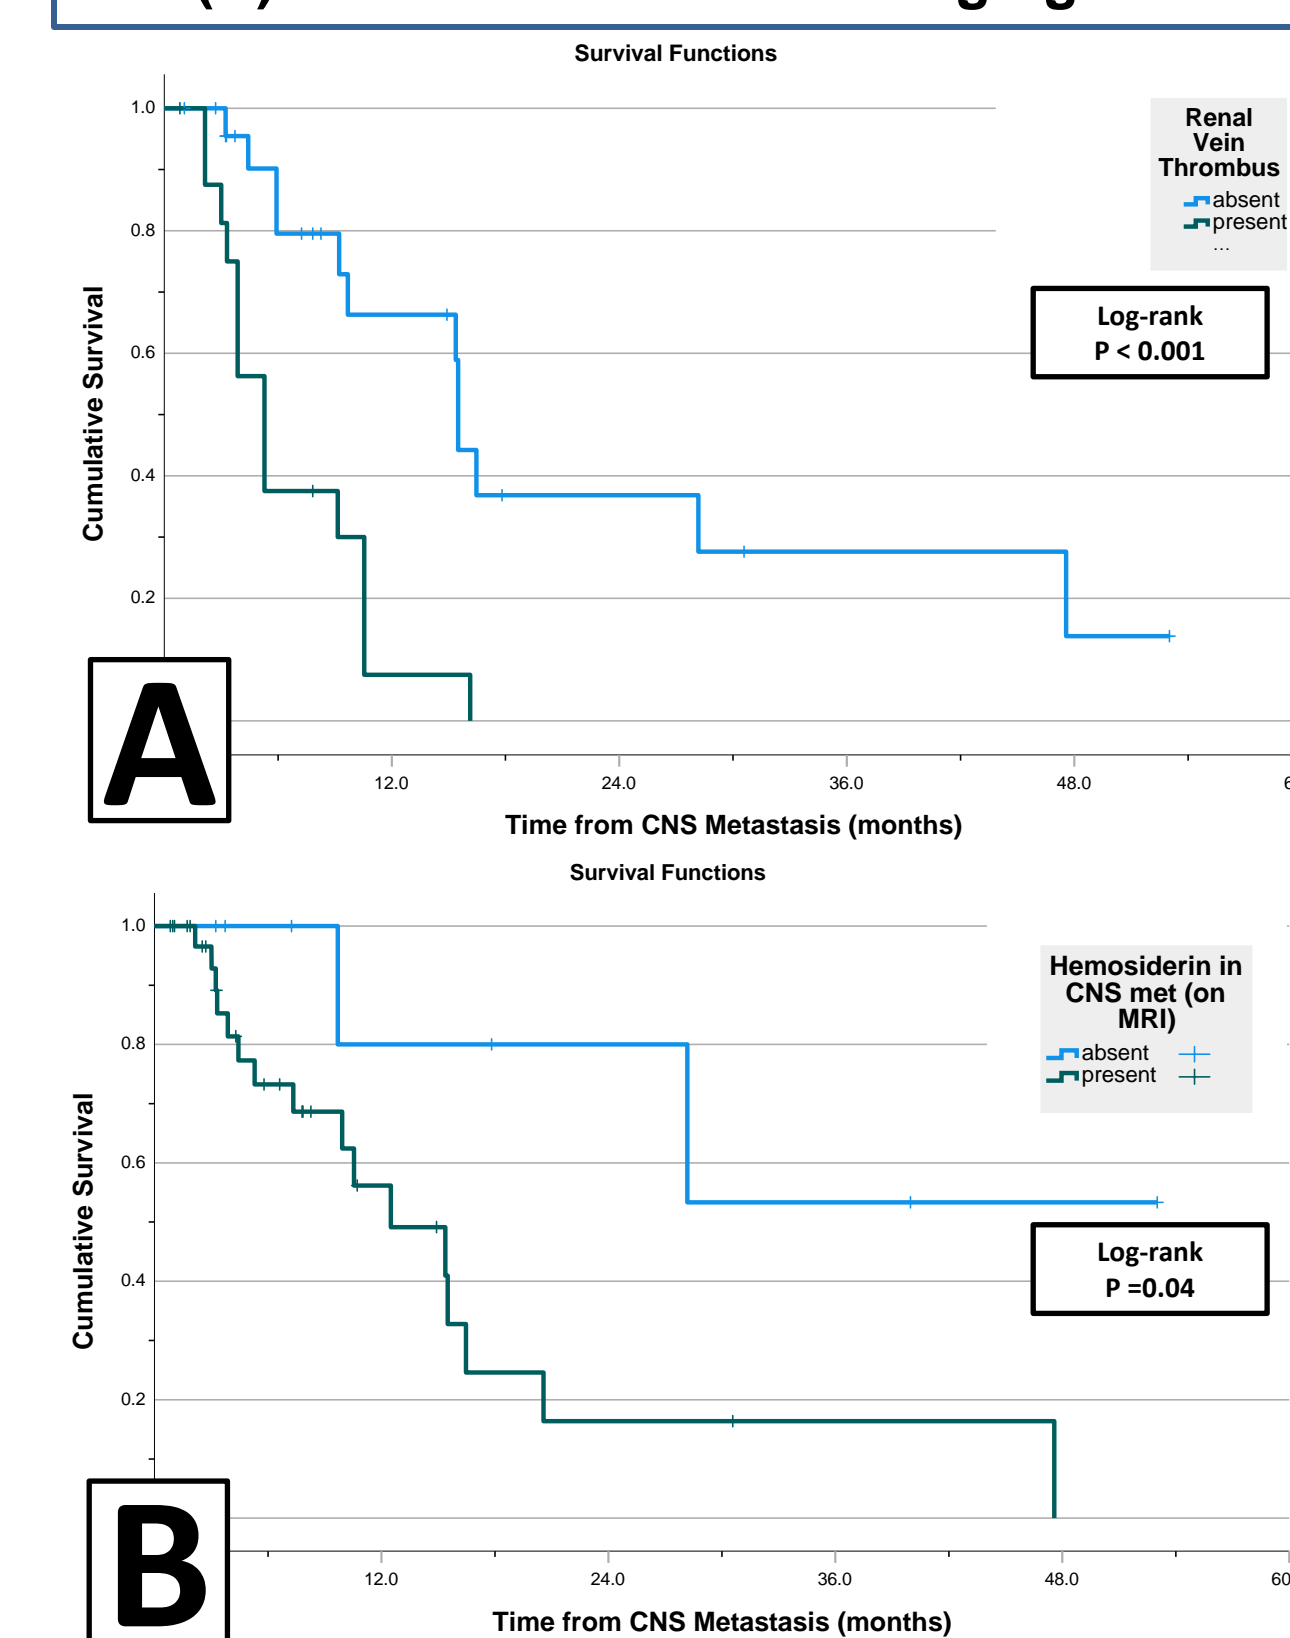 Survival Functions
1.0
0.8
0.6
0.4
0.2
Cumulative Survival
Renal
Vein
Thrombus
absent
present
...
Log-rank
P < 0.001
A
12.0
24.0
36.0
48.0
Time from CNS Metastasis (months)
Survival Functions
1.0
0.8
0.6
0.4
0.2
Cumulative Survival
Hemosiderin in
CNS met (on
MRI)
absent
present
Log-rank
P =0.04
B
12.0
24.0
36.0
48.0
60
Time from CNS Metastasis (months)